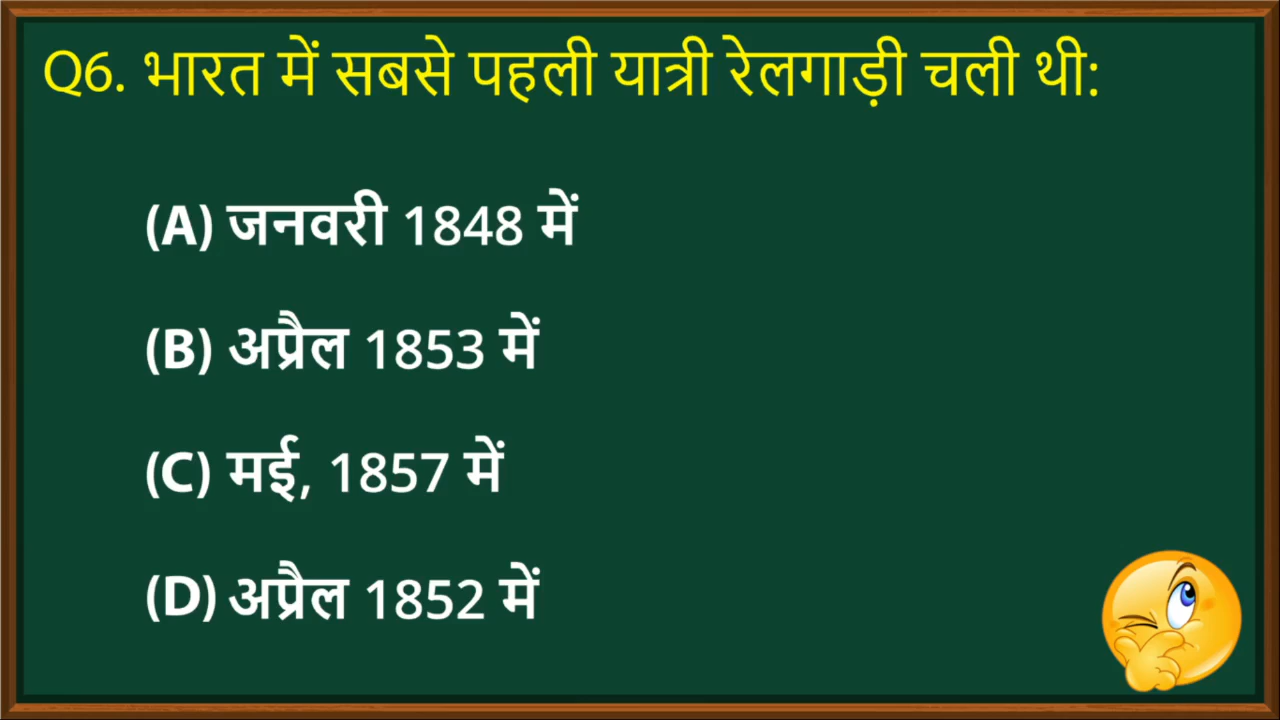 Q6. भारत में सबसे पहली यात्री रेलगाड़ी चली थी:
(A) जनवरी 1848 में
(B) अप्रैल 1853 में
(C) मई, 1857 में
(D) अप्रैल 1852 में